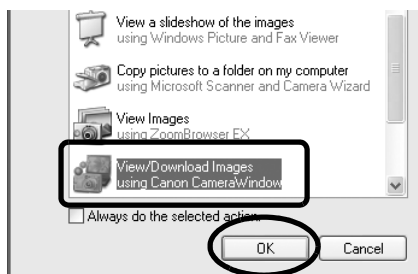 View a slideshow of the images
using Windows Picture and Fax Viewer
Copy pictures to a folder on my computer
using Microsoft Scanner and Camera Wizard
View Images
using ZoomBrowser EX
View/Download Images
using Canon CameraWindow
Always do the selected action.
OK
Cancel